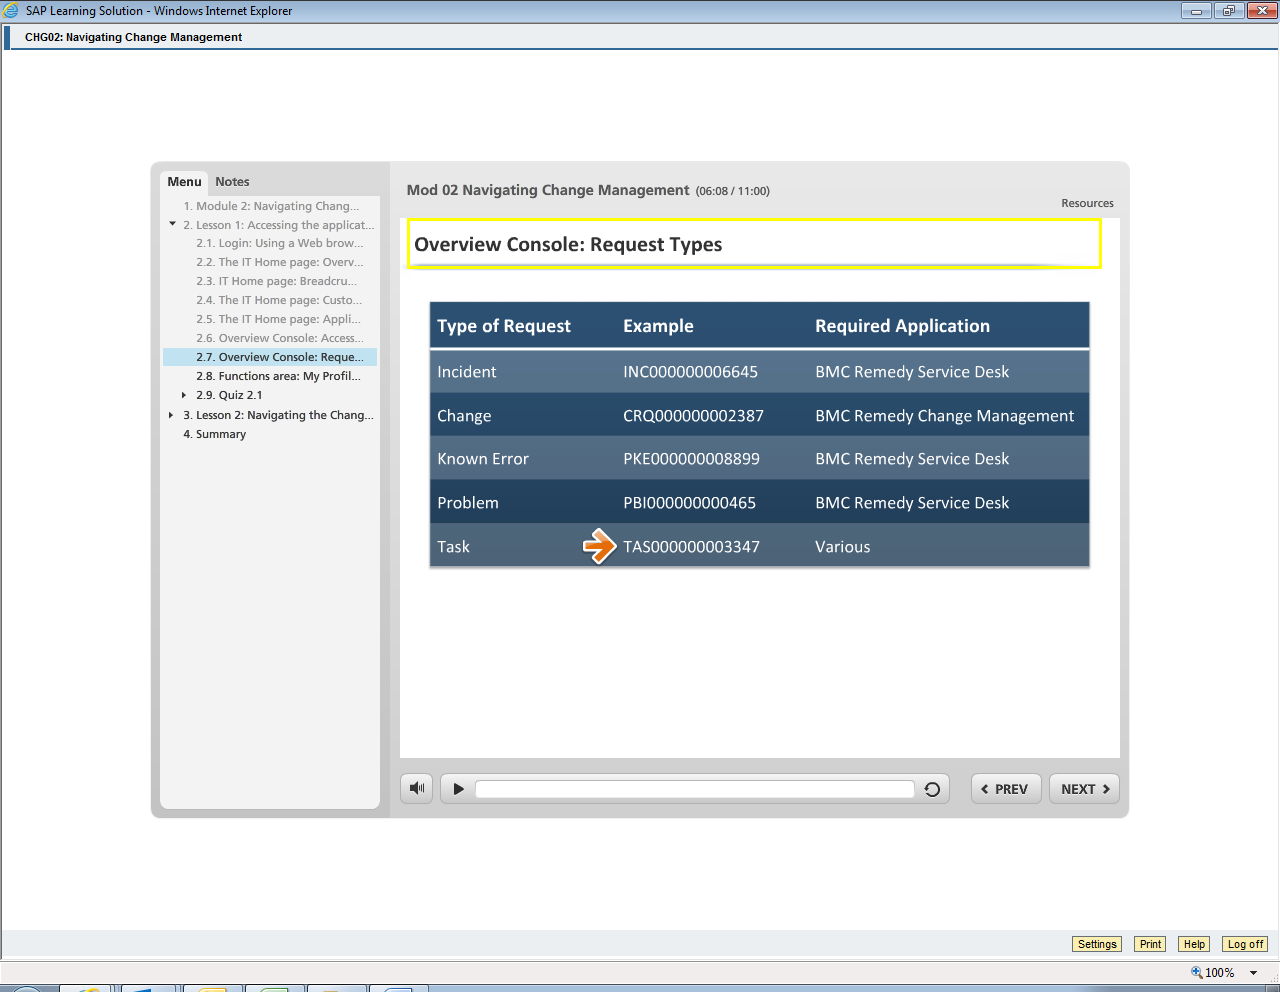 SAP Learning Solution - Windows Internet Explorer
CHG02: Navigating Change Management
Menu Notes
1. Module 2: Navigating Chang...
2. Lesson 1: Accessing the applicat...
2.1. Login: Using a Web brow...
2.2. The IT Home page: Overv...
2.3. IT Home page: Breadcru...
2.4. The IT Home page: Custo...
2.5. The IT Home page: Appli...
2.6. Overview Console: Access...
2.7. Overview Console: Reque...
2.8. Functions area: My Profil...
2.9. Quiz 2.1
3. Lesson 2: Navigating the Chang...
4. Summary
Mod 02 Navigating Change Management (06:08 / 11:00)
Resources
Overview Console: Request Types
Type of Request Example Required Application
Incident INC000000006645 BMC Remedy Service Desk
Change CRQ000000002387 BMC Remedy Change Management
Known Error PKE000000008899 BMC Remedy Service Desk
Problem PBI000000000465 BMC Remedy Service Desk
Task TAS000000003347 Various
PREV NEXT
Settings Print Help Log off
100%